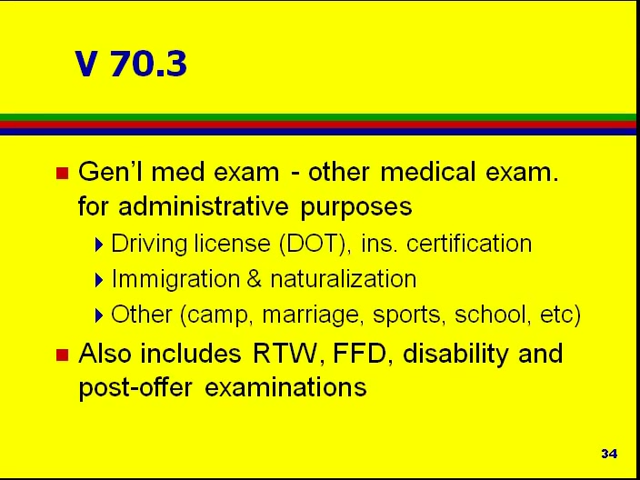 V 70.3
Gen'l med exam - other medical exam.
for administrative purposes
Driving license (DOT), ins. certification
Immigration & naturalization
Other (camp, marriage, sports, school, etc)
Also includes RTW, FFD, disability and
post-offer examinations
34